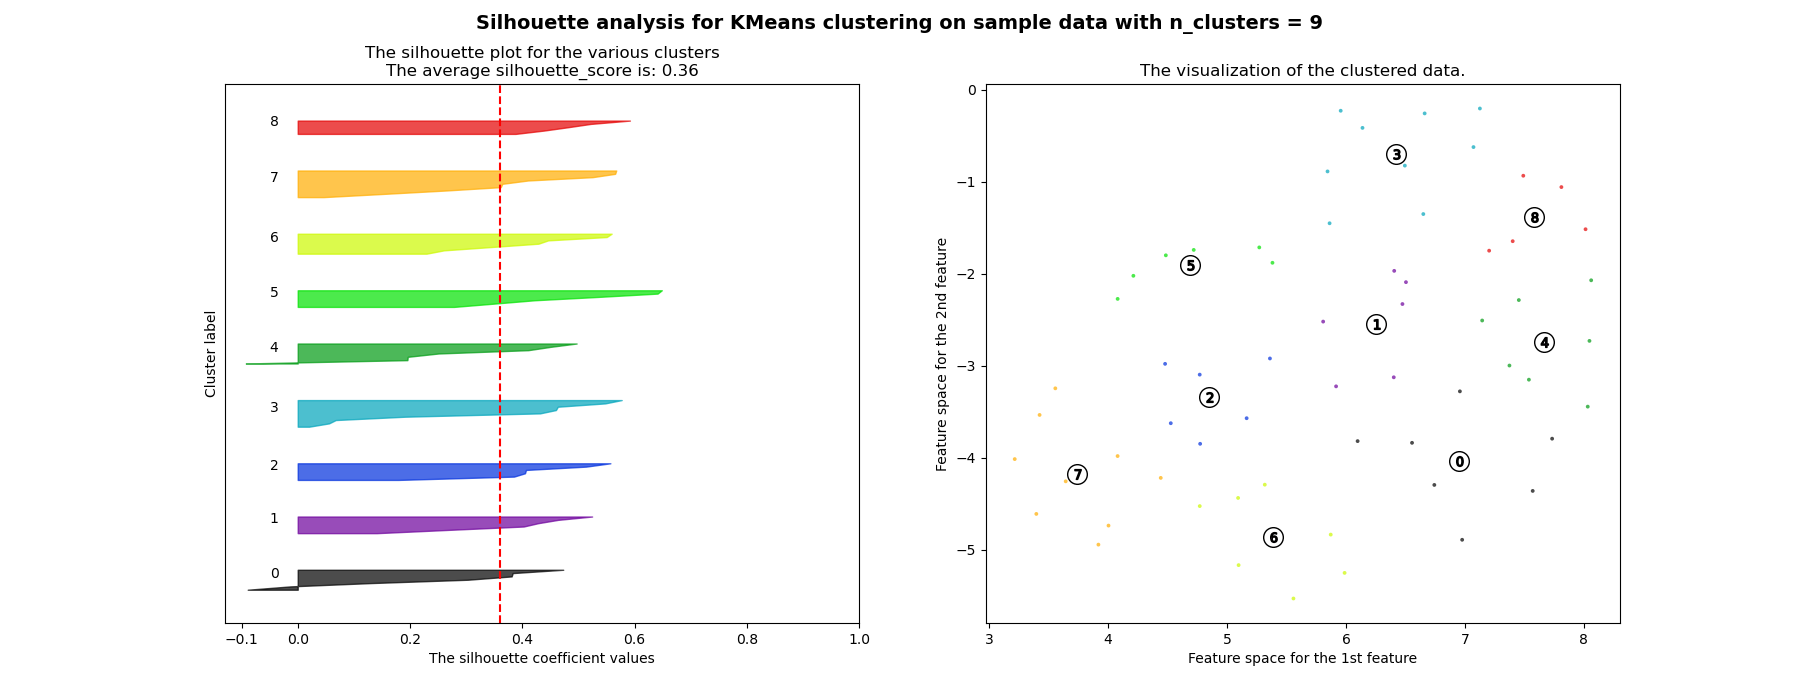 Silhouette analysis for KMeans clustering on sample data with n_clusters = 9
The silhouette plot for the various clusters
The average silhouette_score is: 0.36
8
7
6
5
4
3
2
1
0
Cluster label
−0.1 0.0 0.2 0.4 0.6 0.8 1.0
The silhouette coefficient values
The visualization of the clustered data.
0
−1
−2
−3
−4
−5
Feature space for the 2nd feature
3
8
5
1
4
2
0
7
6
3 4 5 6 7 8
Feature space for the 1st feature